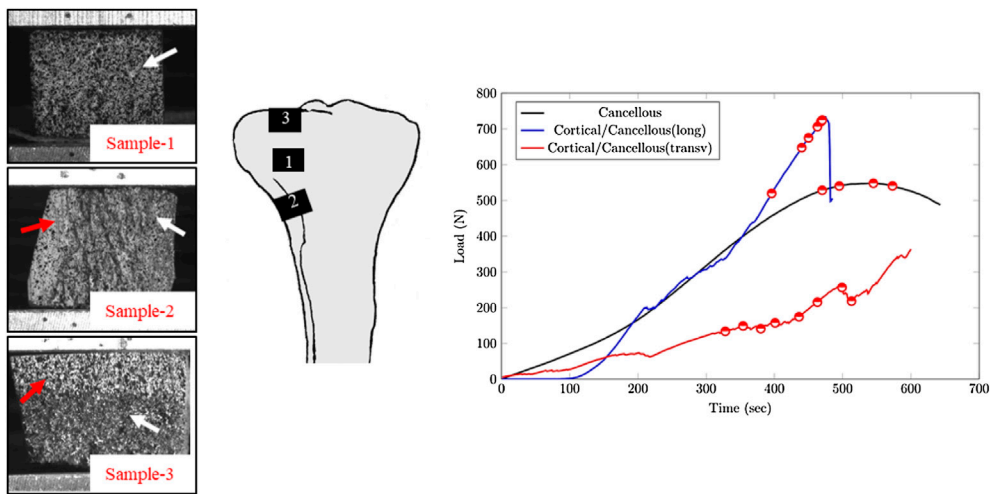 Sample-1
Sample-2
Sample-3
3
1
2
Cancellous
Cortical/Cancellous(long)
Cortical/Cancellous(transv)
Load (N)
800
700
600
500
400
300
200
100
0
0 100 200 300 400 500 600 700
Time (sec)